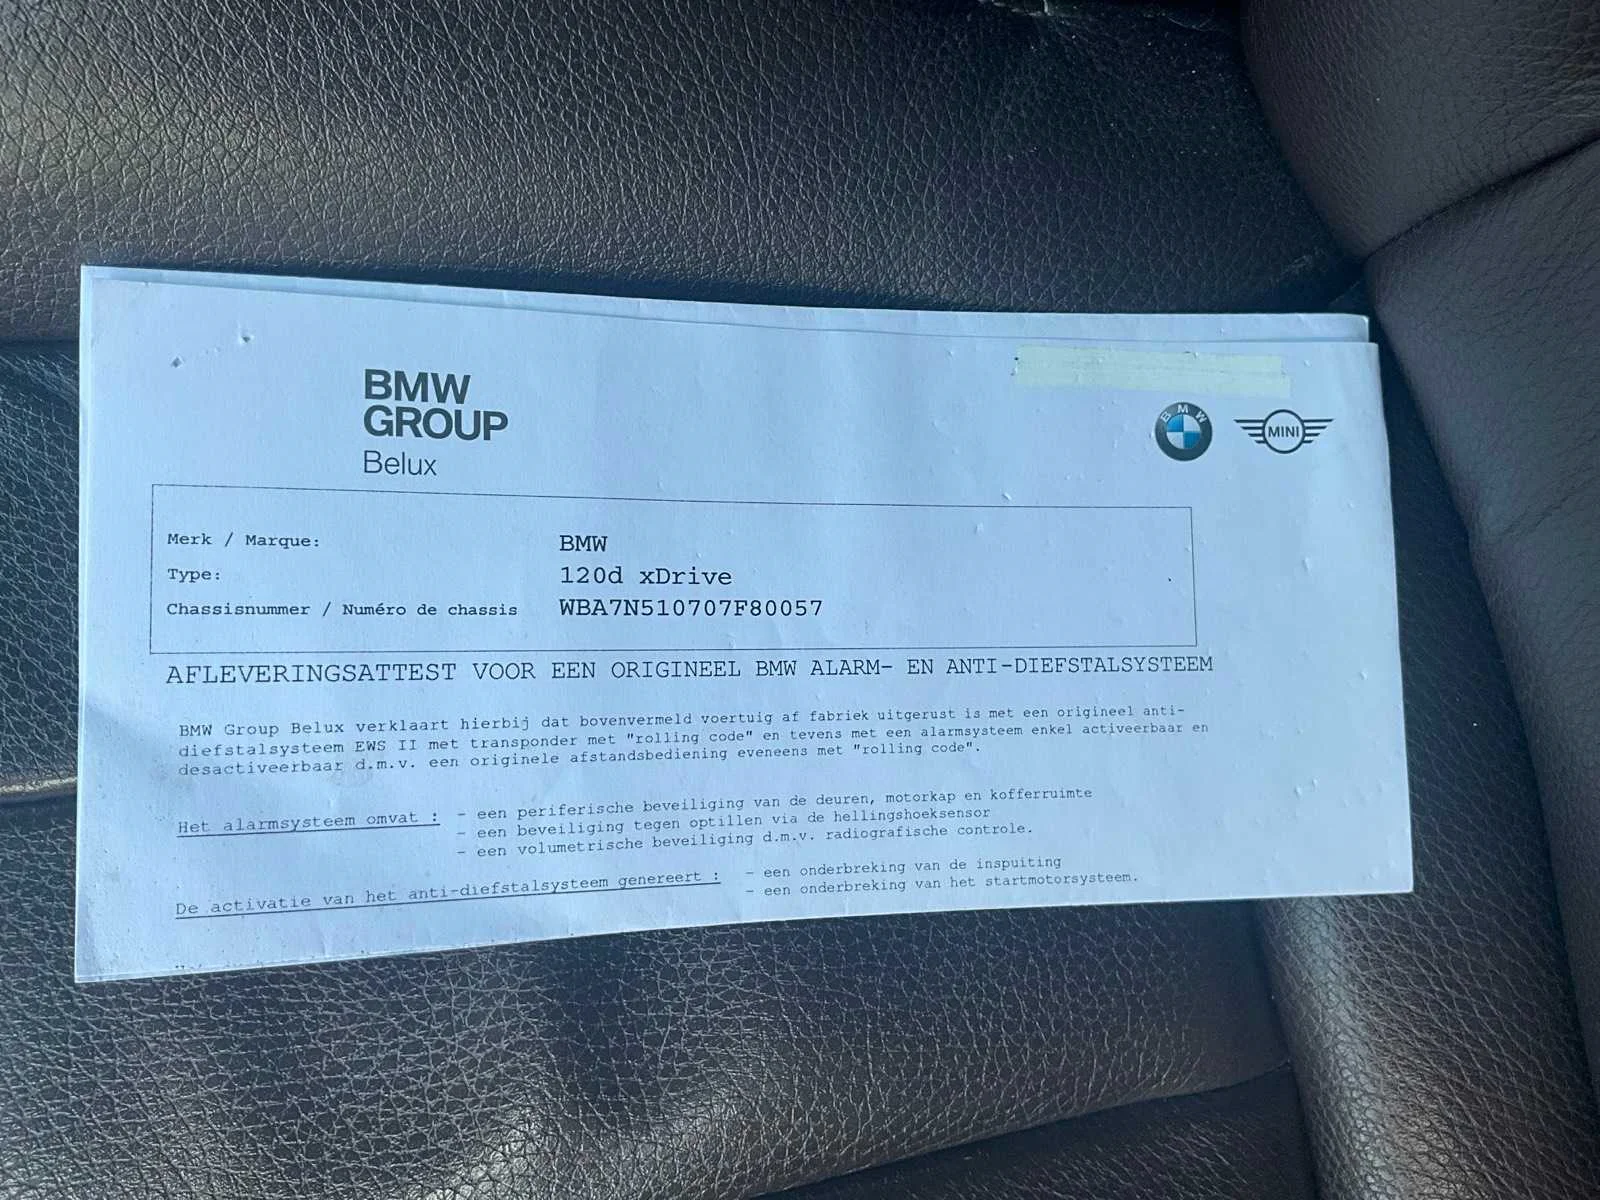 BMW
GROUP
Belux
BMW
MINI
Merk / Marque: BMW
Type: 120d xDrive
Chassisnummer / Numéro de chassis WBA7N510707F80057
AFLEVERINGSATTEST VOOR EEN ORIGINEEL BMW ALARM- EN ANTI-DIEFSTALSYSTEEM
BMW Group Belux verklaart hierbij dat bovenvermeld voertuig af fabriek uitgerust is met een origineel anti-
diefstalsysteem EWS II met transponder met "rolling code" en tevens met een alarmsysteem enkel activeerbaar en
desactiveerbaar d.m.v. een originele afstandsbediening eveneens met "rolling code".
Het alarmsysteem omvat : - een periferische beveiliging van de deuren, motorkap en kofferruimte
- een beveiliging tegen optillen via de hellingshoeksensor
- een volumetrische beveiliging d.m.v. radiografische controle.
De activatie van het anti-diefstalsysteem genereert : - een onderbreking van de inspuiting
- een onderbreking van het startmotorsysteem.